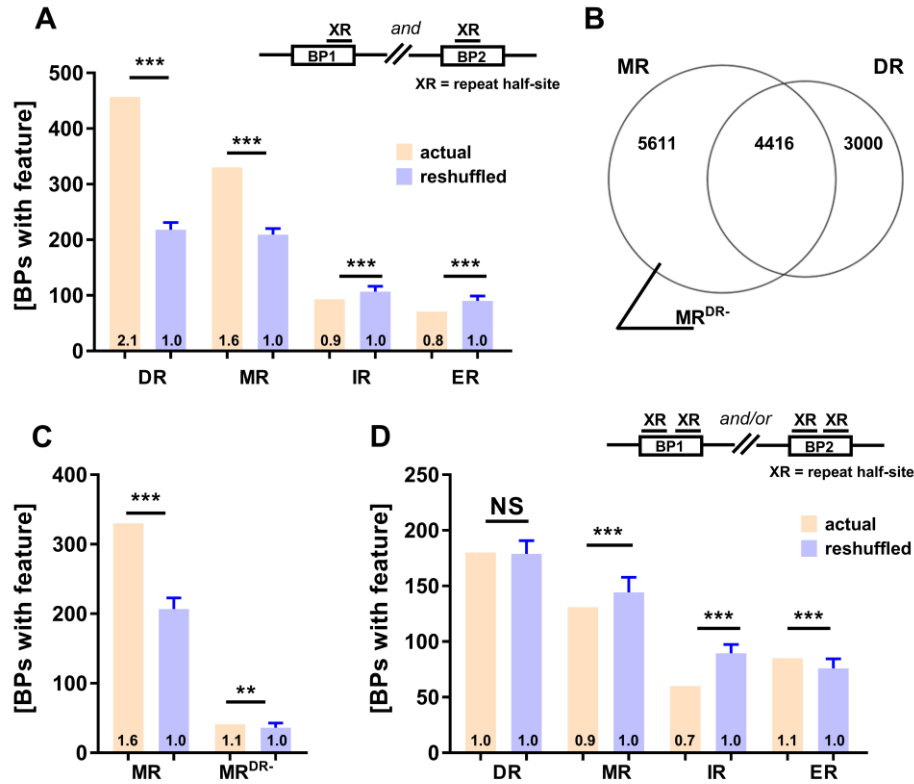 A
XR and XR
BP1 BP2
XR = repeat half-site
[BPs with feature]
500
400
300
200
100
0
***
***
***
***
actual
reshuffled
2.1 1.0 1.6 1.0 0.9 1.0 0.8 1.0
DR MR IR ER
B
MR DR
5611 4416 3000
MRDR-
C
[BPs with feature]
400
300
200
100
0
***
**
1.6 1.0 1.1 1.0
MR MRDR-
D
XR XR and/or XR XR
BP1 BP2
XR = repeat half-site
[BPs with feature]
250
200
150
100
50
0
NS
***
***
***
actual
reshuffled
1.0 1.0 0.9 1.0 0.7 1.0 1.1 1.0
DR MR IR ER